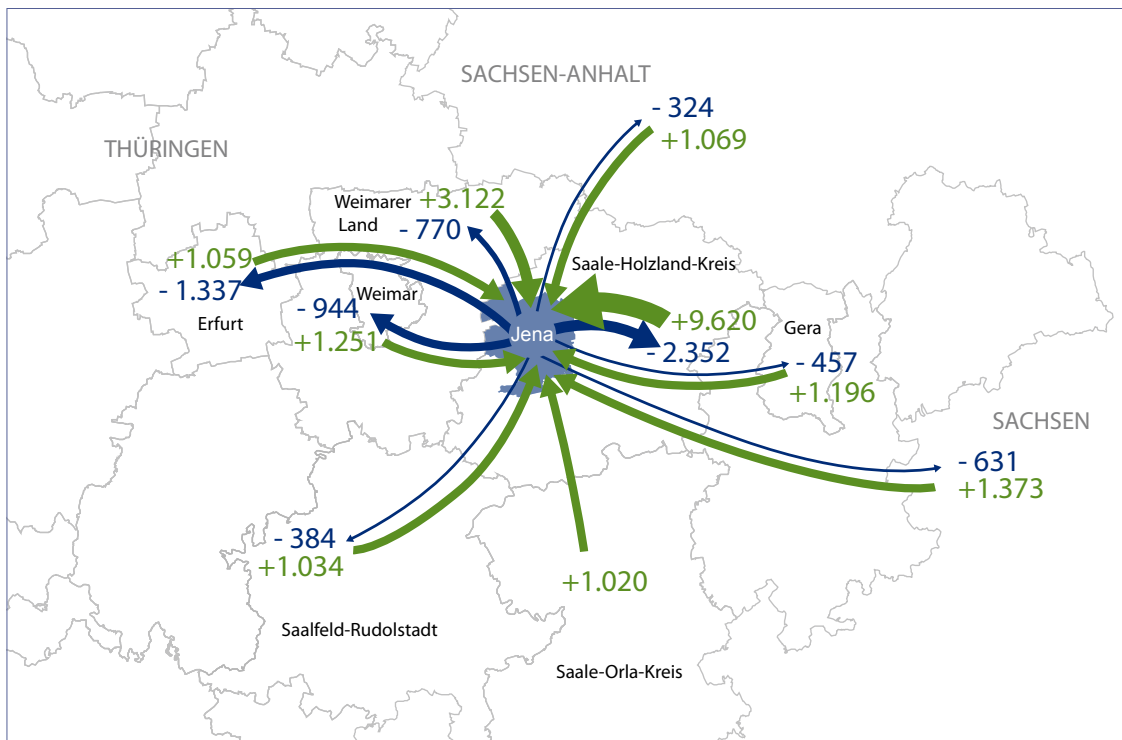 SACHSEN-ANHALT
- 324
+1.069
THÜRINGEN
Weimarer
Land
+3.122
- 770
+1.059
- 1.337
Erfurt
Weimar
- 944
+1.251
Jena
Saale-Holzland-Kreis
+9.620
- 2.352
Gera
- 457
+1.196
SACHSEN
- 631
+1.373
- 384
+1.034
+1.020
Saalfeld-Rudolstadt
Saale-Orla-Kreis